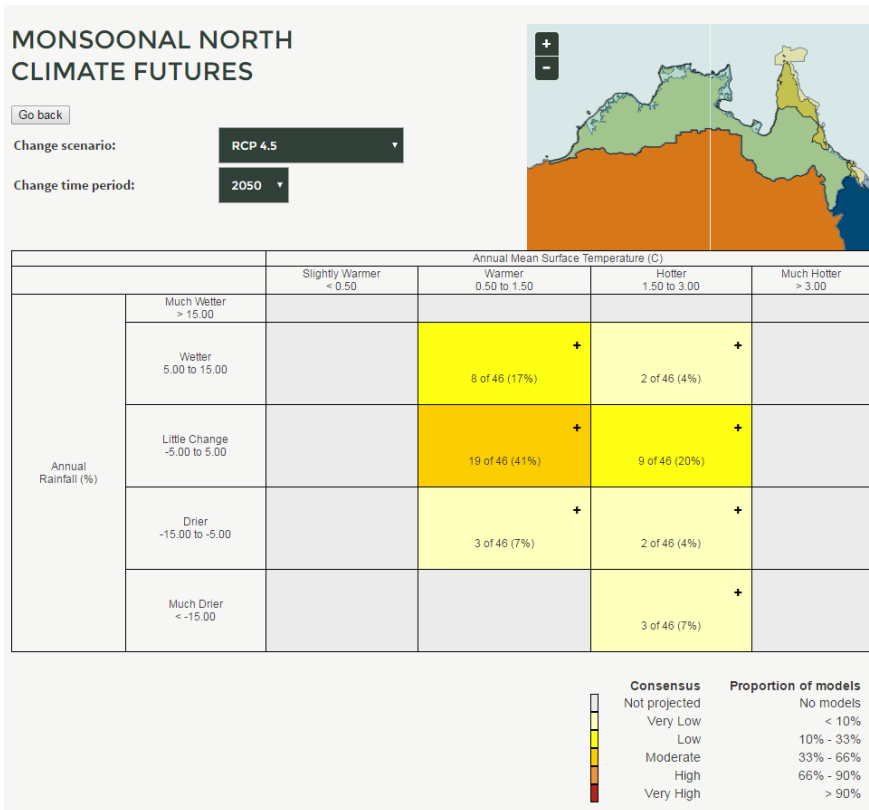 MONSOONAL NORTH
CLIMATE FUTURES
+
−
Go back
Change scenario:
RCP 4.5
Change time period:
2050
Annual Mean Surface Temperature (C)
Slightly Warmer
< 0.50
Warmer
0.50 to 1.50
Hotter
1.50 to 3.00
Much Hotter
> 3.00
Annual
Rainfall (%)
Much Wetter
> 15.00
Wetter
5.00 to 15.00
+
8 of 46 (17%)
+
2 of 46 (4%)
Little Change
-5.00 to 5.00
+
19 of 46 (41%)
+
9 of 46 (20%)
Drier
-15.00 to -5.00
+
3 of 46 (7%)
+
2 of 46 (4%)
Much Drier
< -15.00
+
3 of 46 (7%)
Consensus Proportion of models
Not projected No models
Very Low < 10%
Low 10% - 33%
Moderate 33% - 66%
High 66% - 90%
Very High > 90%